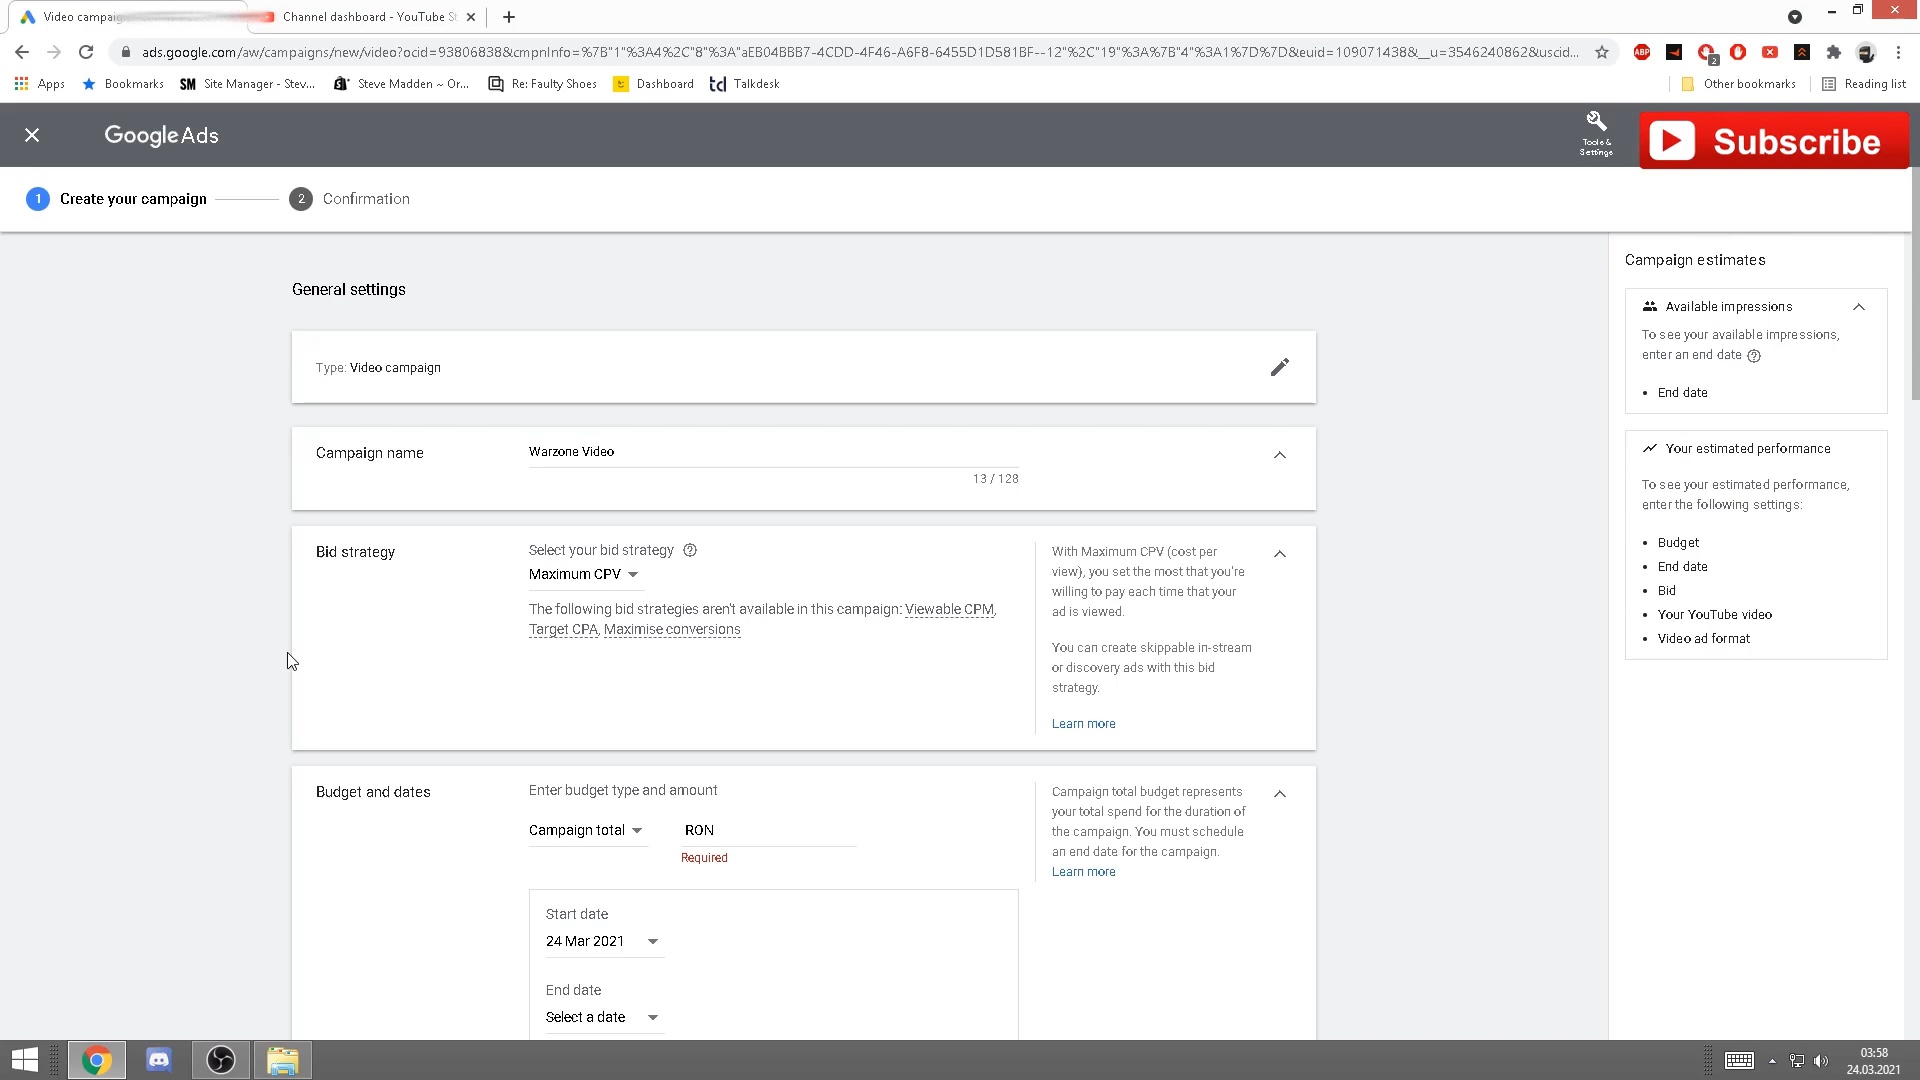 Video campaig
Channel dashboard - YouTube St
ads.google.com/aw/campaigns/new/video?ocid=93806838&cmpnInfo=%7B"1"%3A4%2C"8"%3A"aEB04BBB7-4CDD-4F46-A6F8-6455D1D581BF--12"%2C"19"%3A%7B"4"%3A1%7D%7D&euid=109071438&__u=3546240862&uscid...
ABP
2
Apps
Bookmarks
SM Site Manager - Stev...
Steve Madden ~ Or...
Re: Faulty Shoes
Dashboard
td Talkdesk
Other bookmarks
Reading list
Google Ads
Tools &
Settings
Subscribe
1 Create your campaign
2 Confirmation
General settings
Type: Video campaign
Campaign name
Warzone Video
13 / 128
Bid strategy
Select your bid strategy
Maximum CPV
The following bid strategies aren't available in this campaign: Viewable CPM,
Target CPA, Maximise conversions
With Maximum CPV (cost per
view), you set the most that you're
willing to pay each time that your
ad is viewed.
You can create skippable in-stream
or discovery ads with this bid
strategy.
Learn more
Budget and dates
Enter budget type and amount
Campaign total
RON
Required
Campaign total budget represents
your total spend for the duration of
the campaign. You must schedule
an end date for the campaign.
Learn more
Start date
24 Mar 2021
End date
Select a date
Campaign estimates
Available impressions
To see your available impressions,
enter an end date
• End date
Your estimated performance
To see your estimated performance,
enter the following settings:
• Budget
• End date
• Bid
• Your YouTube video
• Video ad format
03:58
24.03.2021